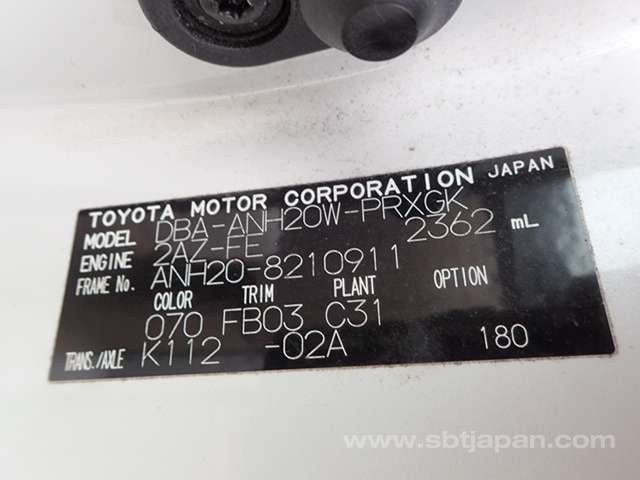 TOYOTA MOTOR CORPORATION JAPAN
MODEL DBA-ANH20W-PRXGK
ENGINE 2AZ-FE 2362 mL
FRAME No. ANH20-8210911
COLOR TRIM PLANT OPTION
070 FB03 C31
TRANS./AXLE K112 -02A 180
www.sbtjapan.com